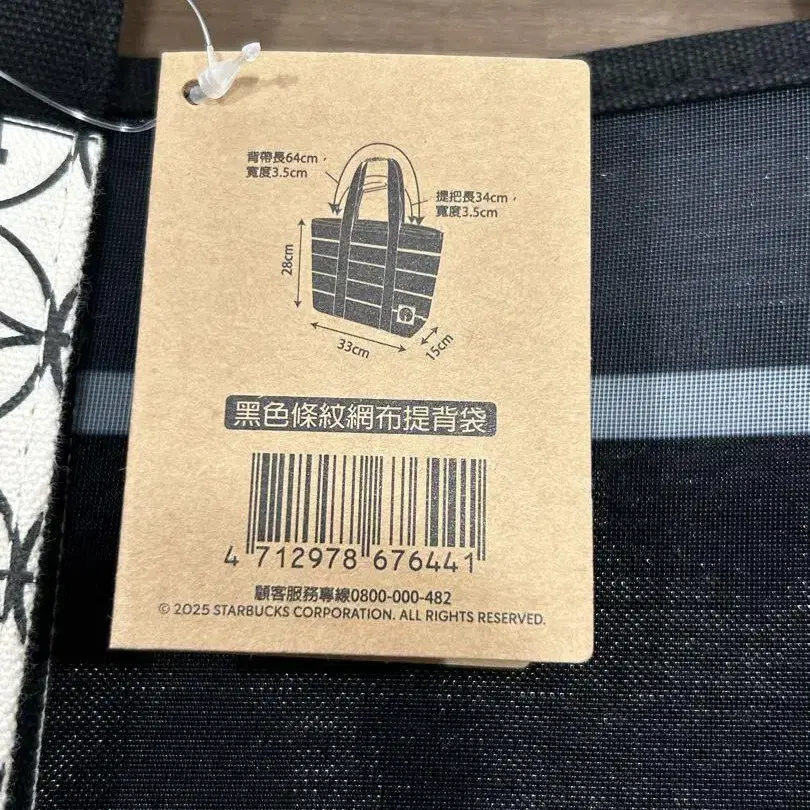 背帶長64cm，
寬度3.5cm
提把長34cm，
寬度3.5cm
28cm
33cm
15cm
黑色條紋網布提背袋
4 712978 676441
顧客服務專線0800-000-482
© 2025 STARBUCKS CORPORATION. ALL RIGHTS RESERVED.